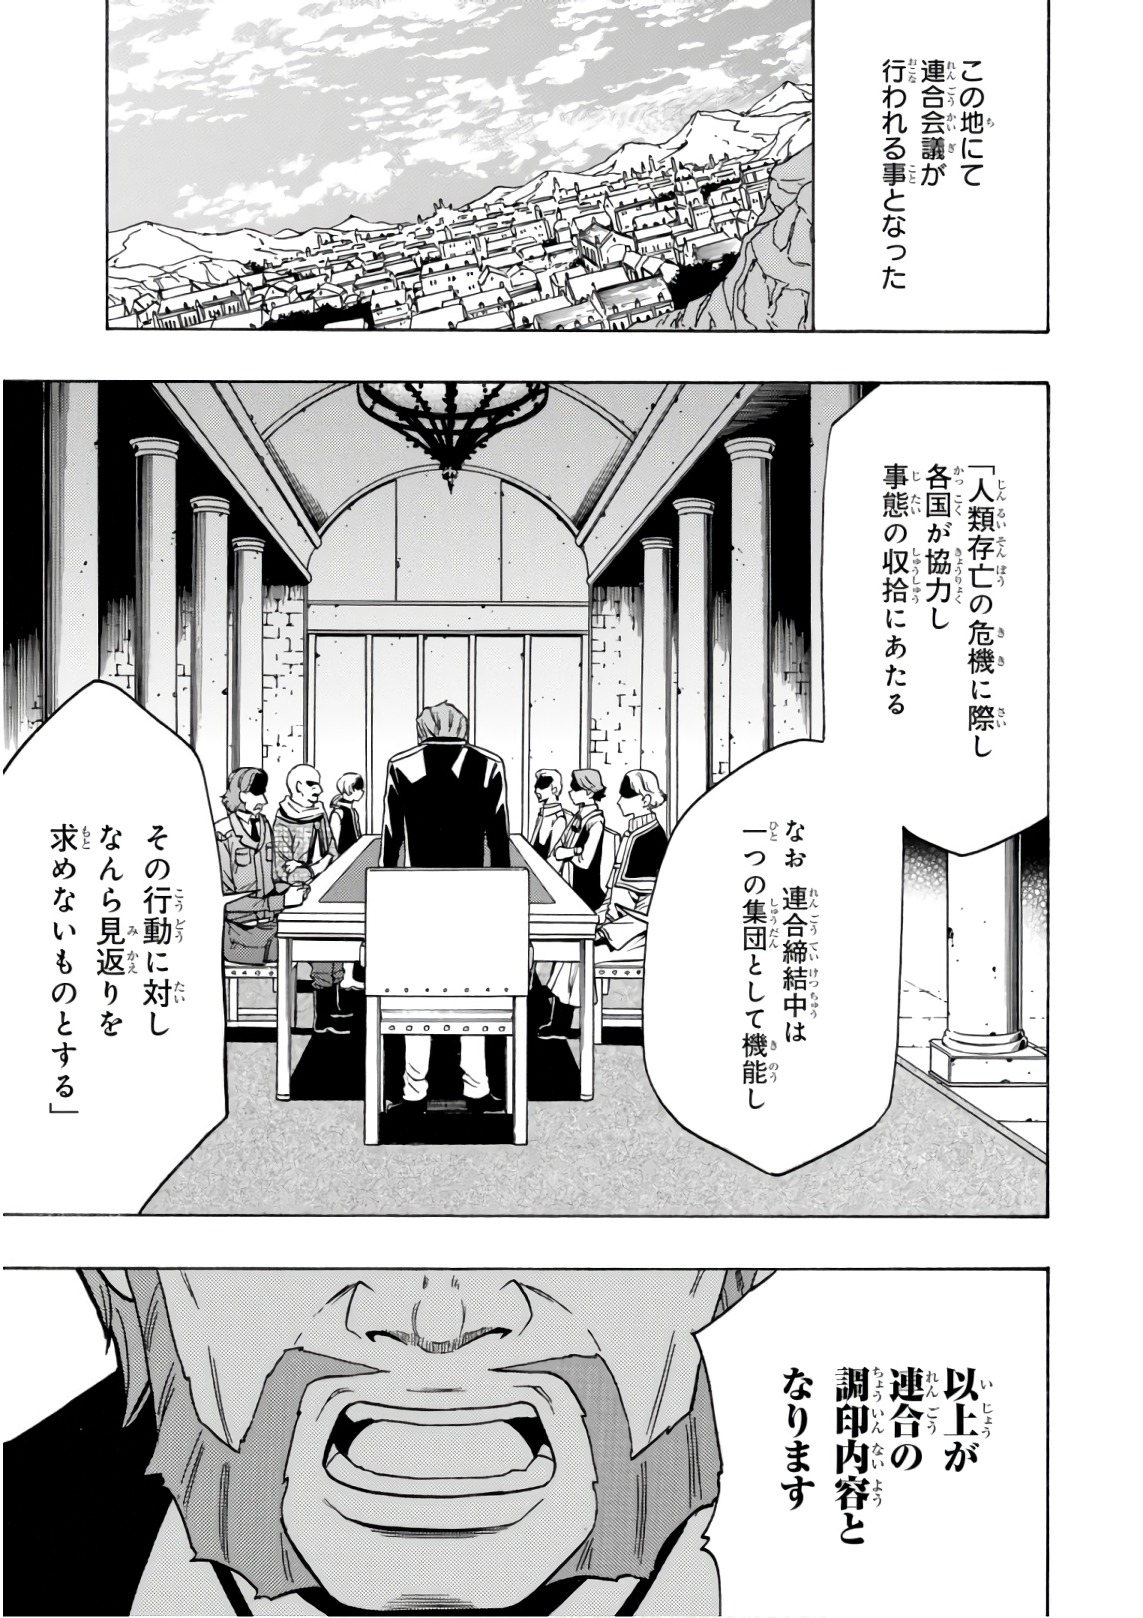 この地にて
連合会議が
行われる事となった
「人類存亡の危機に際し
各国が協力し
事態の収拾にあたる
なお 連合締結中は
一つの集団として機能し
その行動に対し
なんら見返りを
求めないものとする」
以上が
連合の
調印内容と
なります